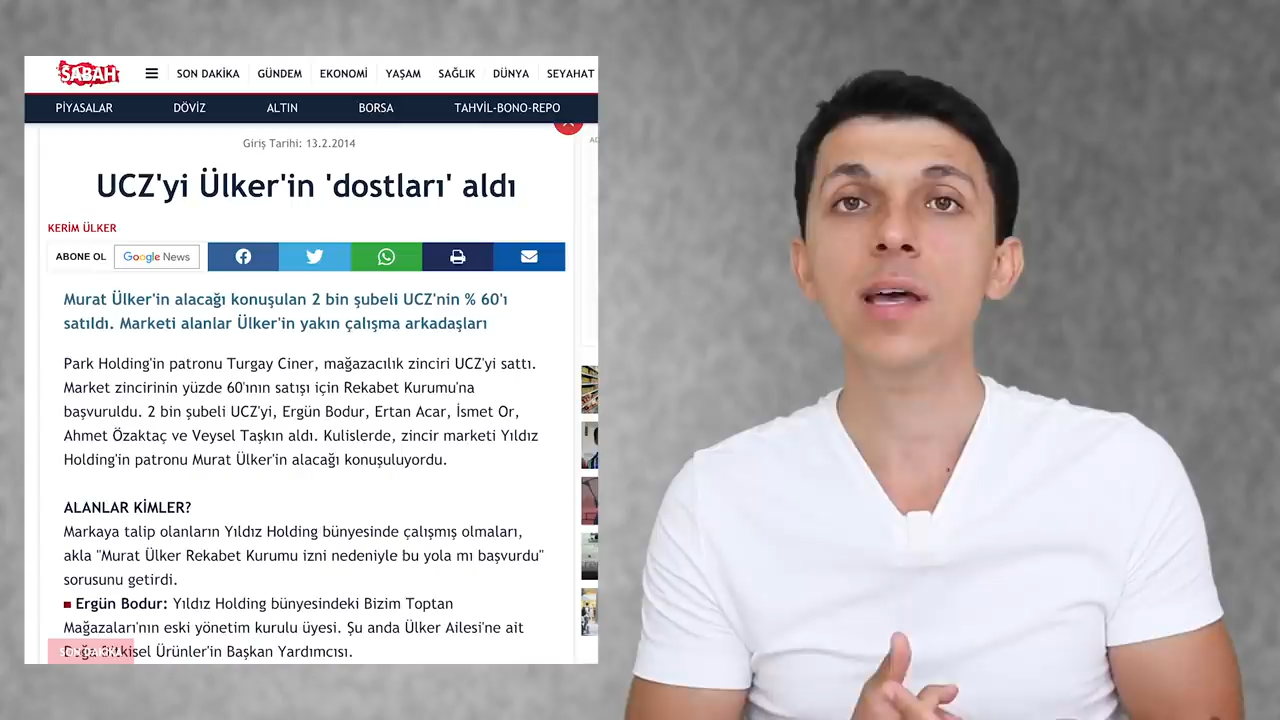 SABAH
SON DAKİKA GÜNDEM EKONOMİ YAŞAM SAĞLIK DÜNYA SEYAHAT
PİYASALAR DÖVİZ ALTIN BORSA TAHVİL-BONO-REPO
Giriş Tarihi: 13.2.2014
UCZ'yi Ülker'in 'dostları' aldı
KERİM ÜLKER
ABONE OL Google News
Murat Ülker'in alacağı konuşulan 2 bin şubeli UCZ'nin % 60'ı
satıldı. Marketi alanlar Ülker'in yakın çalışma arkadaşları
Park Holding'in patronu Turgay Ciner, mağazacılık zinciri UCZ'yi sattı.
Market zincirinin yüzde 60'ının satışı için Rekabet Kurumu'na
başvuruldu. 2 bin şubeli UCZ'yi, Ergün Bodur, Ertan Acar, İsmet Or,
Ahmet Özaktaç ve Veysel Taşkın aldı. Kulislerde, zincir marketi Yıldız
Holding'in patronu Murat Ülker'in alacağı konuşuluyordu.
ALANLAR KİMLER?
Markaya talip olanların Yıldız Holding bünyesinde çalışmış olmaları,
akla "Murat Ülker Rekabet Kurumu izni nedeniyle bu yola mı başvurdu"
sorusunu getirdi.
Ergün Bodur: Yıldız Holding bünyesindeki Bizim Toptan
Mağazaları'nın eski yönetim kurulu üyesi. Şu anda Ülker Ailesi'ne ait
Bitkisel Ürünler'in Başkan Yardımcısı.
SON DAKİKA